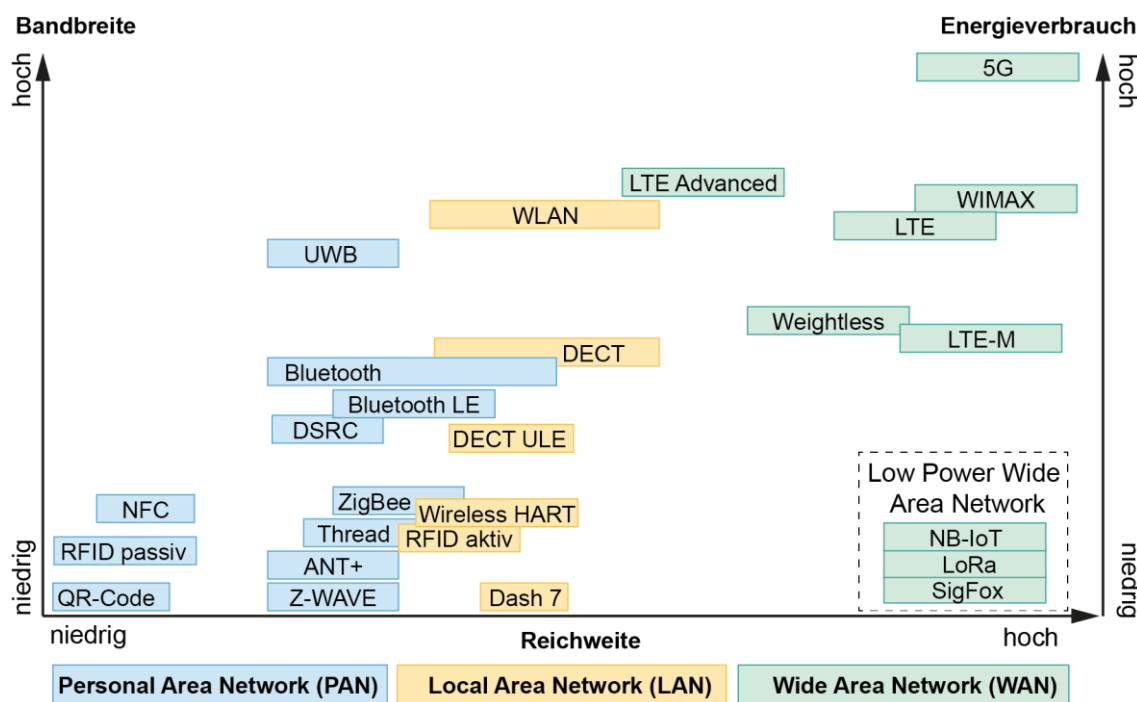 Bandbreite
Energieverbrauch
hoch
hoch
5G
LTE Advanced
WIMAX
WLAN
LTE
UWB
Weightless
LTE-M
DECT
Bluetooth
Bluetooth LE
DSRC
DECT ULE
Low Power Wide
Area Network
ZigBee
NFC
Wireless HART
Thread
RFID aktiv
NB-IoT
RFID passiv
ANT+
LoRa
SigFox
QR-Code
Z-WAVE
Dash 7
niedrig
niedrig
niedrig
Reichweite
hoch
Personal Area Network (PAN)
Local Area Network (LAN)
Wide Area Network (WAN)